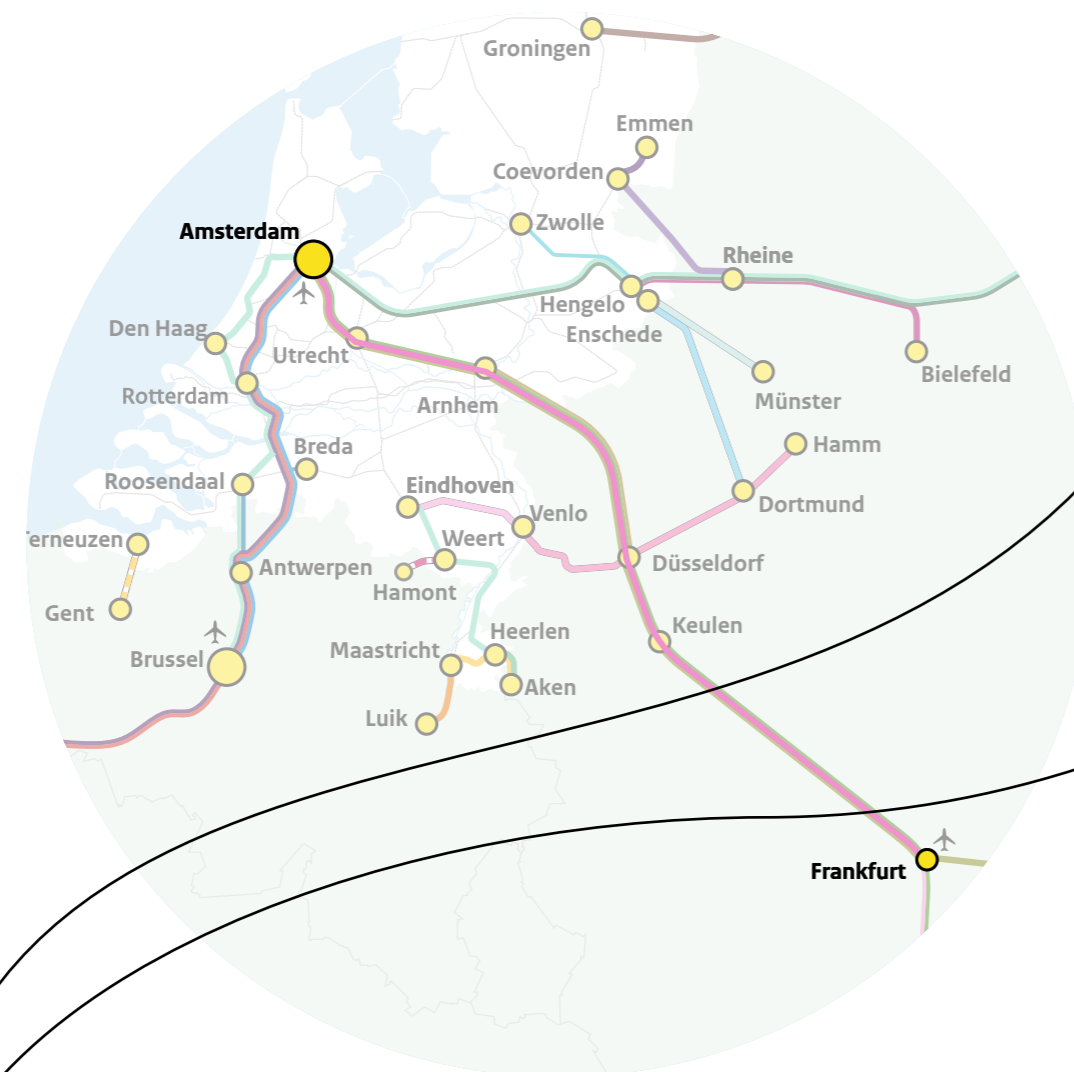 Groningen
Emmen
Coevorden
Zwolle
Amsterdam
Rheine
Hengelo
Den Haag
Enschede
Utrecht
Bielefeld
Rotterdam
Arnhem
Münster
Breda
Hamm
Roosendaal
Eindhoven
Dortmund
Venlo
erneuzen
Weert
Antwerpen
Düsseldorf
Hamont
Gent
Keulen
Heerlen
Maastricht
Brussel
Aken
Luik
Frankfurt